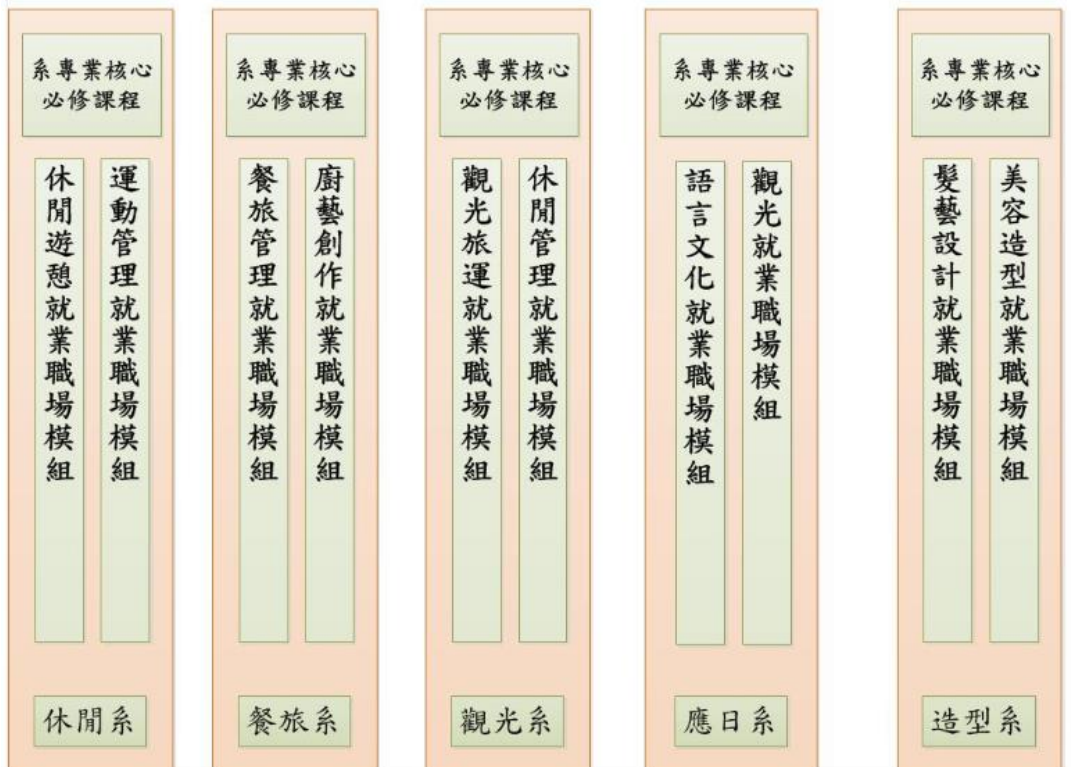 系專業核心
必修課程
休閒遊憩就業職場模組
運動管理就業職場模組
休閒系
系專業核心
必修課程
餐旅管理就業職場模組
廚藝創作就業職場模組
餐旅系
系專業核心
必修課程
觀光旅運就業職場模組
休閒管理就業職場模組
觀光系
系專業核心
必修課程
語言文化就業職場模組
觀光就業職場模組
應日系
系專業核心
必修課程
髮藝設計就業職場模組
美容造型就業職場模組
造型系